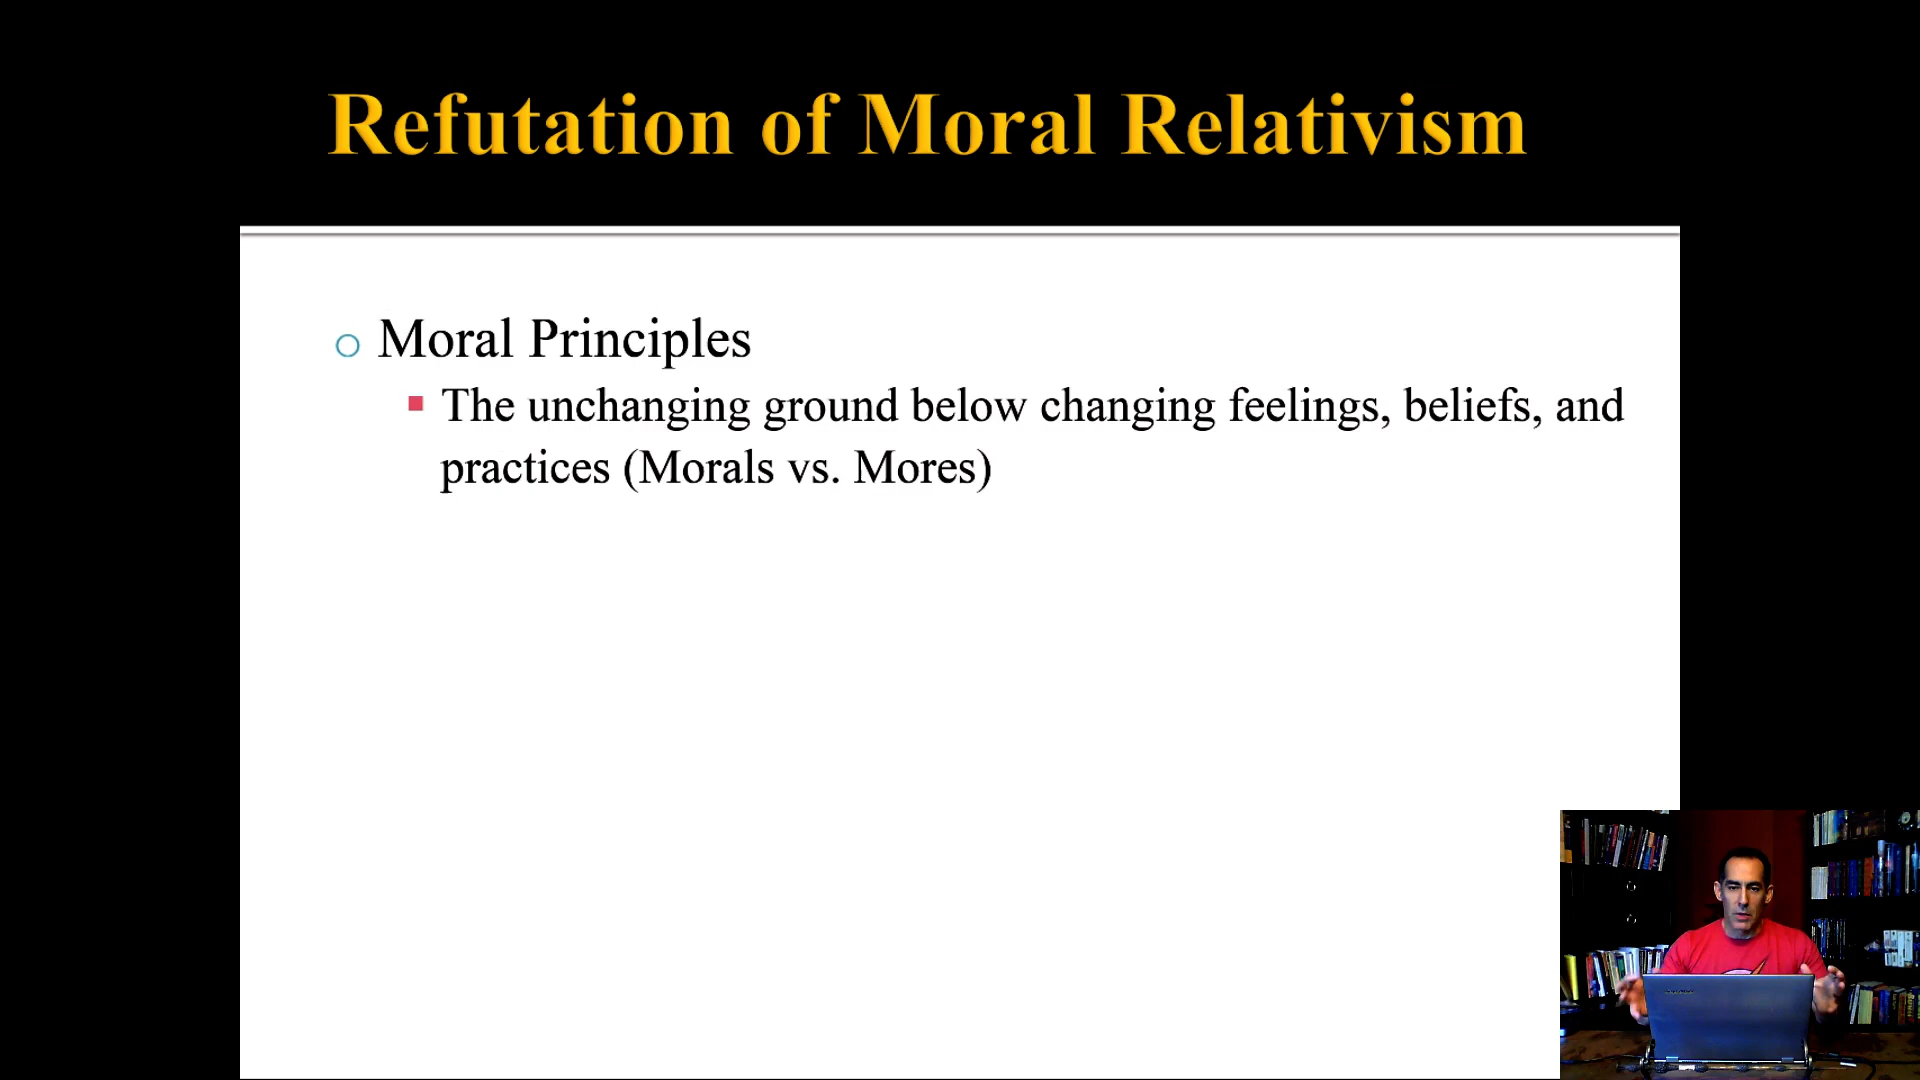 Refutation of Moral Relativism
Moral Principles
The unchanging ground below changing feelings, beliefs, and
practices (Morals vs. Mores)